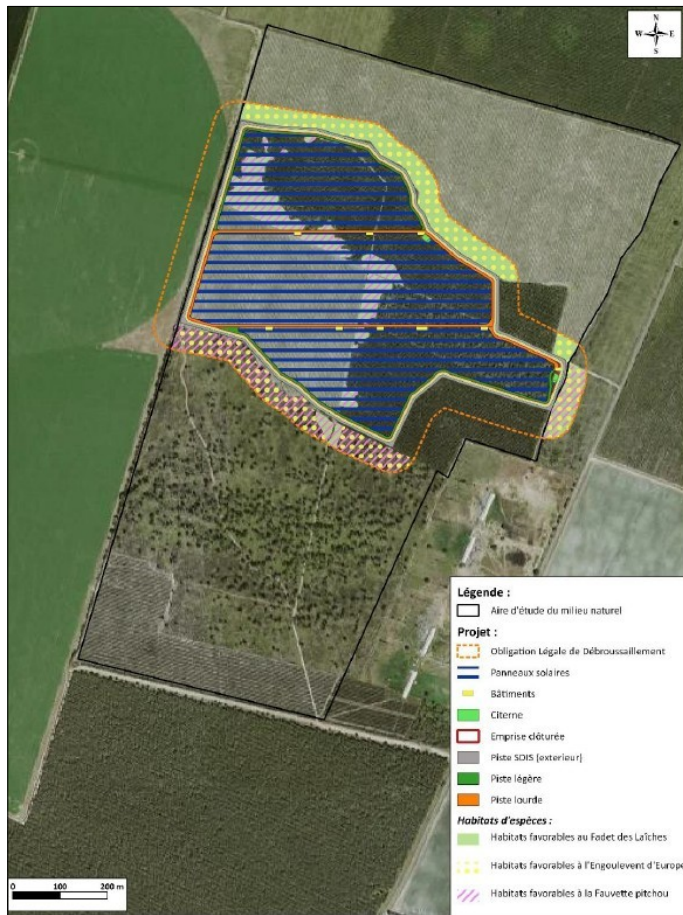 N
W E
S
Légende :
Aire d'étude du milieu naturel
Projet :
Obligation Légale de Débroussaillement
Panneaux solaires
Bâtiments
Citerne
Emprise clôturée
Piste SDIS (exterieur)
Piste légère
Piste lourde
Habitats d'espèces :
Habitats favorables au Fadet des Laîches
Habitats favorables à l'Engoulevent d'Europe
Habitats favorables à la Fauvette pitchou
0 100 200 m